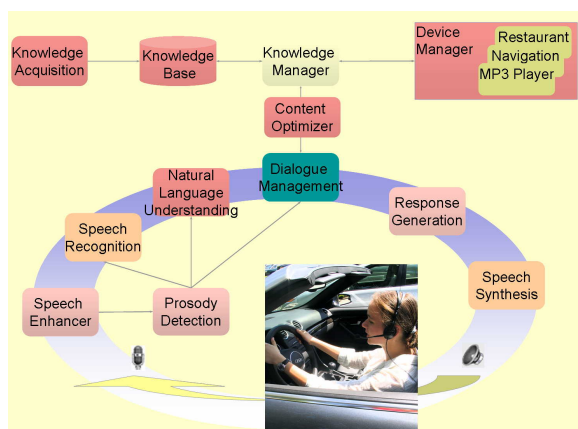 Knowledge
Acquisition
Knowledge
Base
Knowledge
Manager
Device
Manager
Restaurant
Navigation
MP3 Player
Content
Optimizer
Natural
Language
Understanding
Dialogue
Management
Response
Generation
Speech
Recognition
Speech
Synthesis
Speech
Enhancer
Prosody
Detection